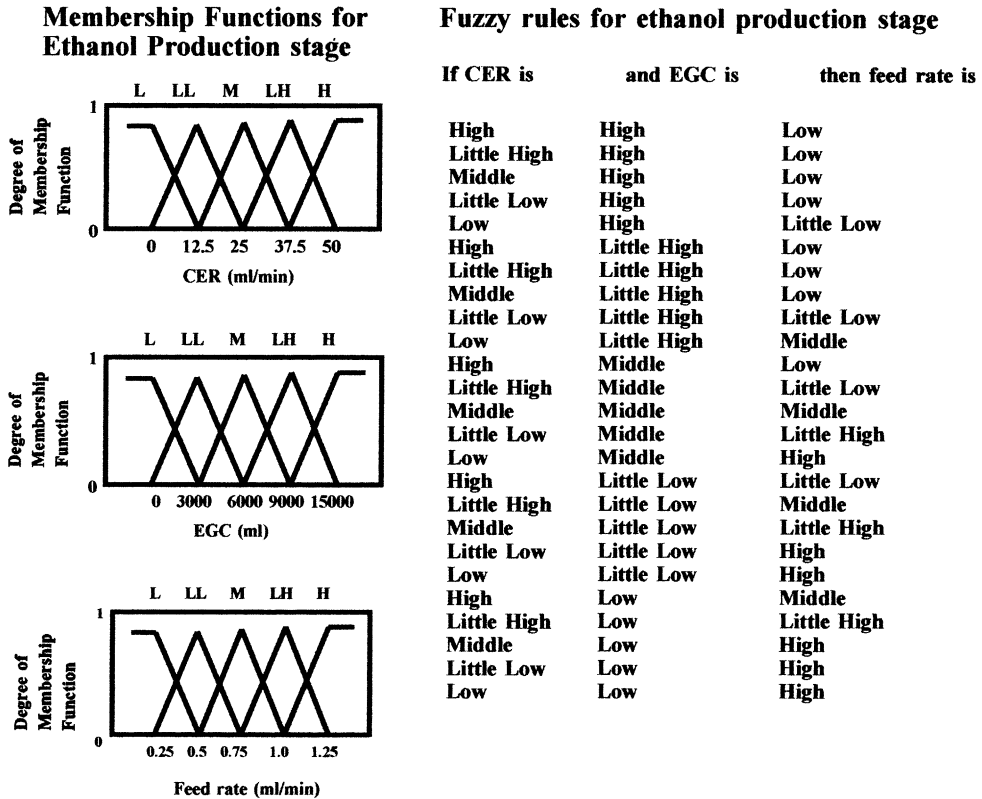 Membership Functions for
Ethanol Production stage
L LL M LH H
1
Degree of
Membership
Function
0
0 12.5 25 37.5 50
CER (ml/min)
L LL M LH H
1
Degree of
Membership
Function
0
0 3000 6000 9000 15000
EGC (ml)
L LL M LH H
1
Degree of
Membership
Function
0
0.25 0.5 0.75 1.0 1.25
Feed rate (ml/min)
Fuzzy rules for ethanol production stage
If CER is and EGC is then feed rate is
High High Low
Little High High Low
Middle High Low
Little Low High Low
Low High Little Low
High Little High Low
Little High Little High Low
Middle Little High Low
Little Low Little High Little Low
Low Little High Middle
High Middle Low
Little High Middle Little Low
Middle Middle Middle
Little Low Middle Little High
Low Middle High
High Little Low Little Low
Little High Little Low Middle
Middle Little Low Little High
Little Low Little Low High
Low Little Low High
High Low Middle
Little High Low Little High
Middle Low High
Little Low Low High
Low Low High